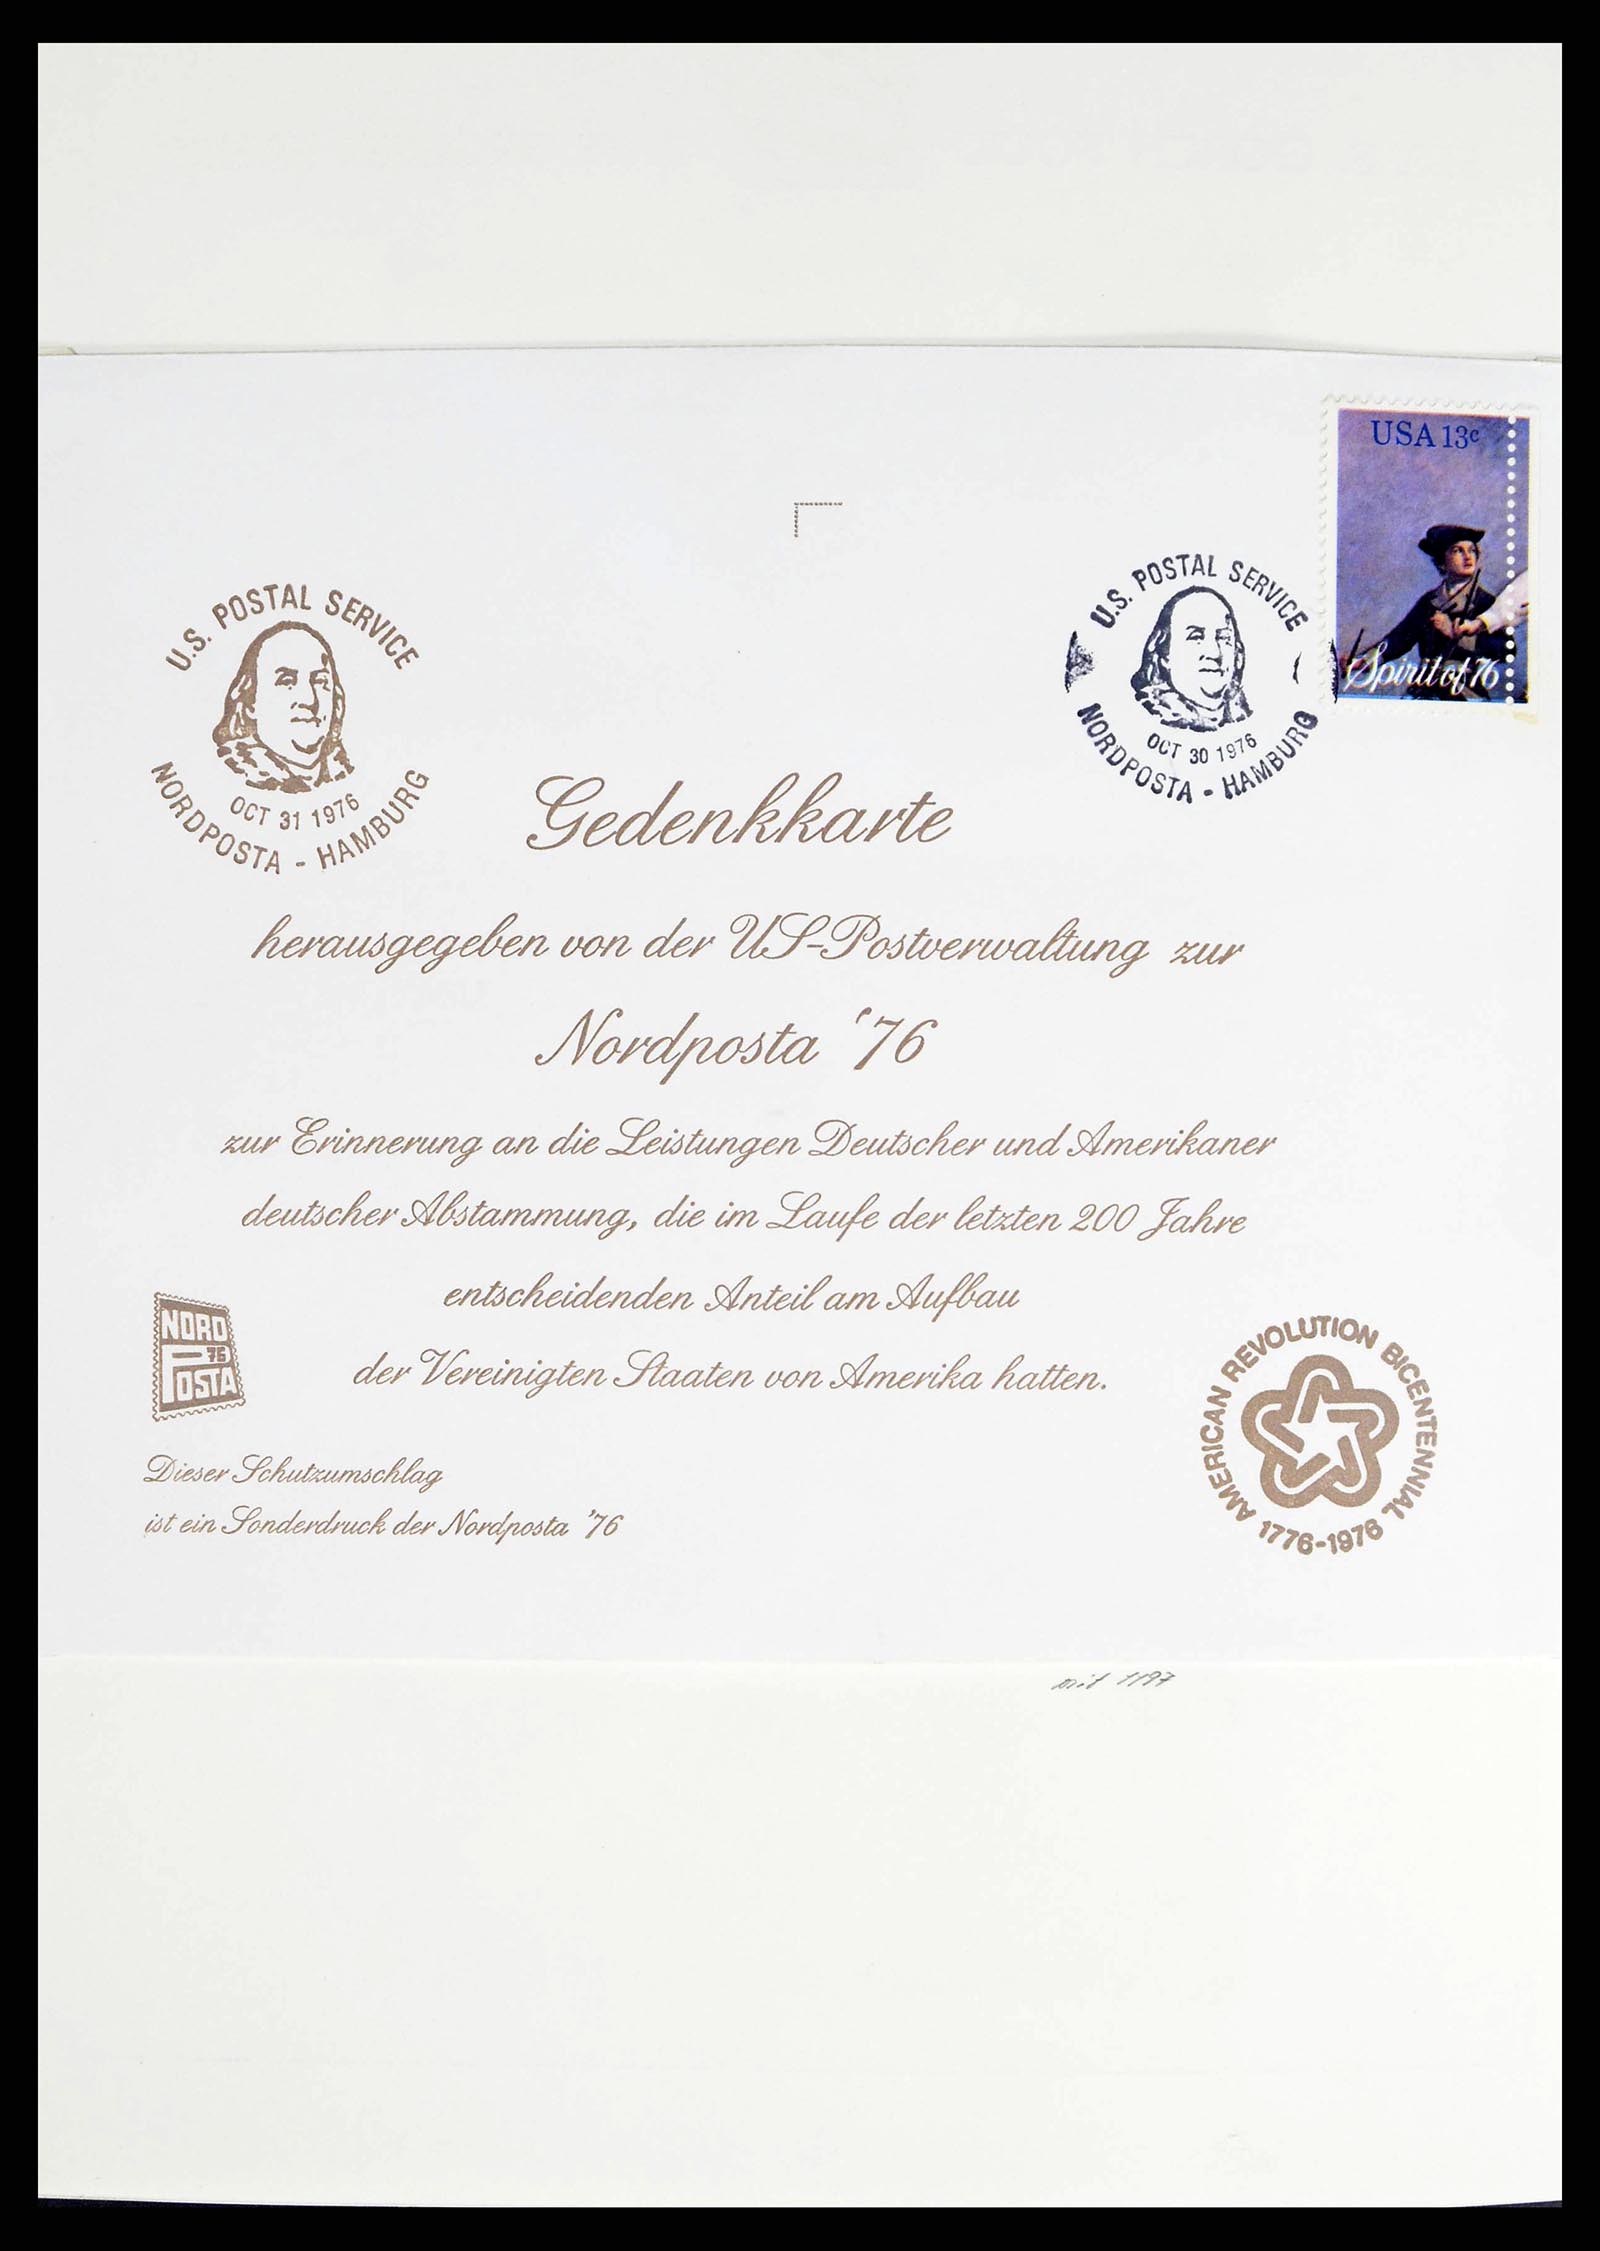 USA 13c
Spirit of 76
U.S. POSTAL SERVICE
OCT 31 1976
NORDPOSTA - HAMBURG
U.S. POSTAL SERVICE
OCT 30 1976
NORDPOSTA - HAMBURG
Gedenkkarte
herausgegeben von der US-Postverwaltung zur
Nordposta '76
zur Erinnerung an die Leistungen Deutscher und Amerikaner
deutscher Abstammung, die im Laufe der letzten 200 Jahre
entscheidenden Anteil am Aufbau
der Vereinigten Staaten von Amerika hatten.
NORD
76
POSTA
AMERICAN REVOLUTION BICENTENNIAL
1776-1976
Dieser Schutzumschlag
ist ein Sonderdruck der Nordposta '76
mit 1197